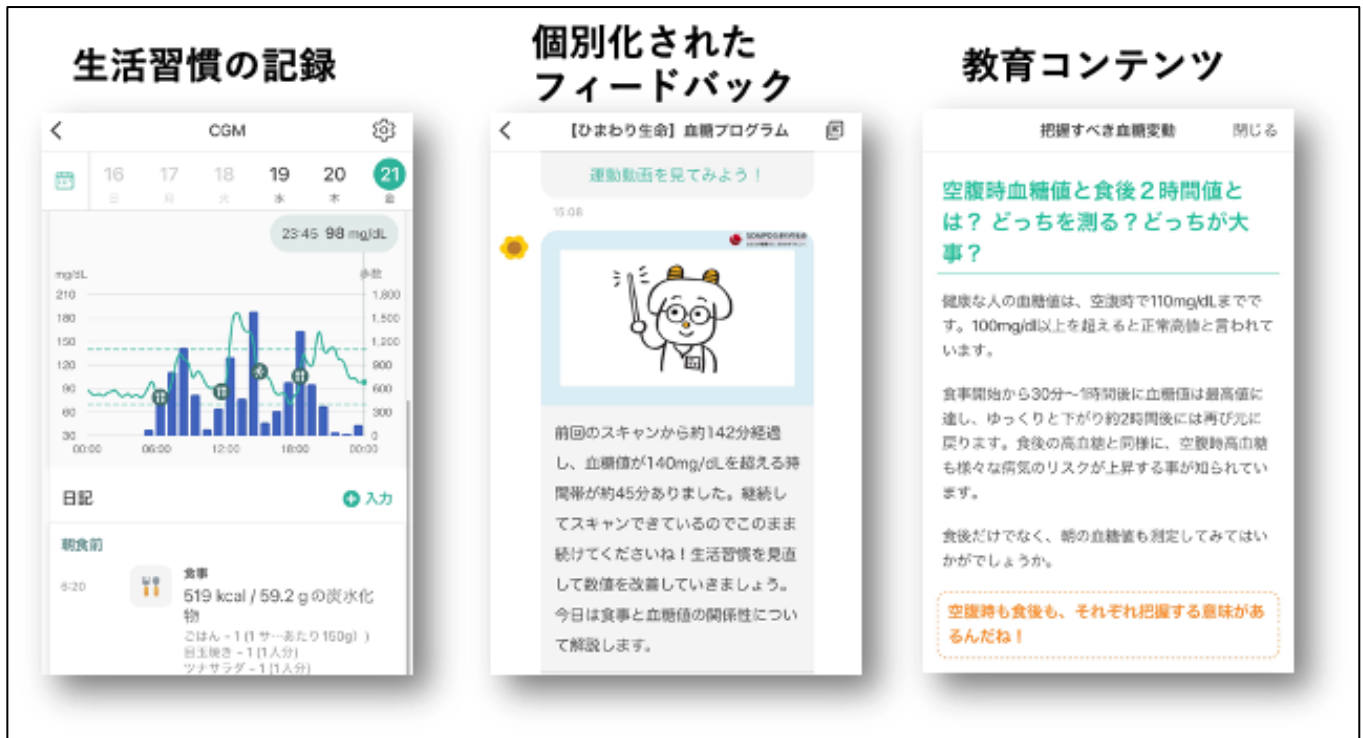 生活習慣の記録
個別化された
フィードバック
教育コンテンツ
CGM
16 17 18 19 20 21
日 月 火 水 木 金
23:45 98 mg/dL
mg/dL 歩数
210 1,800
180 1,500
150 1,200
120 900
90 600
60 300
30 0
00:00 06:00 12:00 18:00 00:00
日記 入力
朝食前
6:20
食事
519 kcal / 59.2 g の炭水化
物
ごはん - 1 (1 サ…あたり 150g) )
目玉焼き - 1 (1人分)
ツナサラダ - 1 (1人分)
【ひまわり生命】血糖プログラム
運動動画を見てみよう！
15:08
前回のスキャンから約142分経過
し、血糖値が140mg/dLを超える時
間帯が約45分ありました。継続し
てスキャンできているのでこのまま
続けてくださいね！生活習慣を見直
して数値を改善していきましょう。
今日は食事と血糖値の関係性につい
て解説します。
把握すべき血糖変動 閉じる
空腹時血糖値と食後２時間値と
は？ どっちを測る？どっちが大
事？
健康な人の血糖値は、空腹時で110mg/dLまでで
す。100mg/dl以上を超えると正常高値と言われて
います。
食事開始から30分〜1時間後に血糖値は最高値に
達し、ゆっくりと下がり約2時間後には再び元に
戻ります。食後の高血糖と同様に、空腹時高血糖
も様々な病気のリスクが上昇する事が知られてい
ます。
食後だけでなく、朝の血糖値も測定してみてはい
かがでしょうか。
空腹時も食後も、それぞれ把握する意味があ
るんだね！